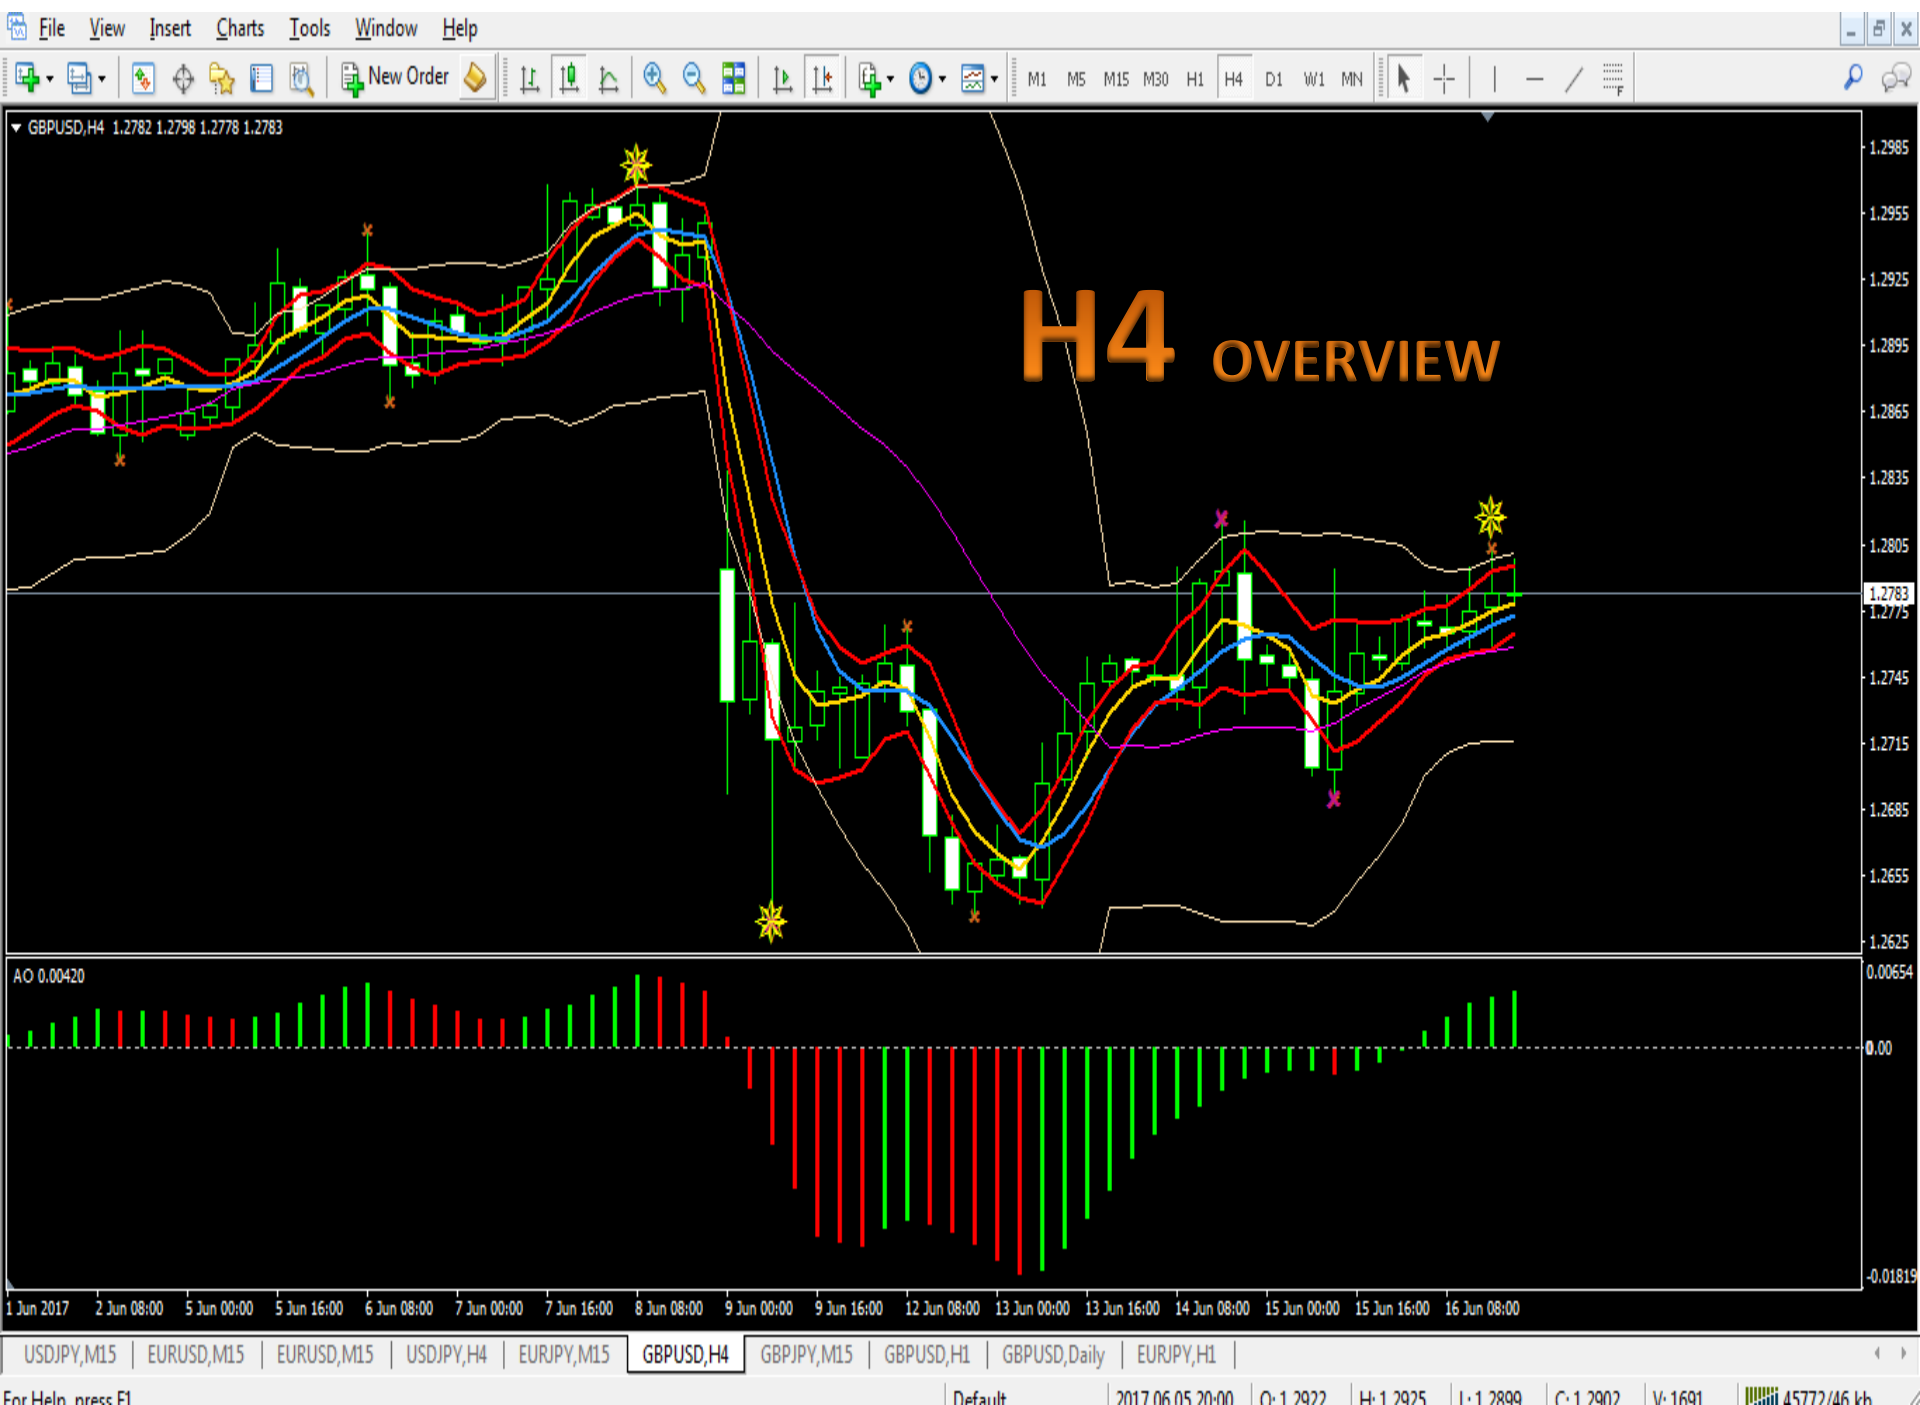 File View Insert Charts Tools Window Help
New Order M1 M5 M15 M30 H1 H4 D1 W1 MN
GBPUSD,H4 1.2782 1.2798 1.2778 1.2783
H4 OVERVIEW
1.2985
1.2955
1.2925
1.2895
1.2865
1.2835
1.2805
1.2783
1.2775
1.2745
1.2715
1.2685
1.2655
1.2625
AO 0.00420
0.00654
0.00
-0.01819
1 Jun 2017 2 Jun 08:00 5 Jun 00:00 5 Jun 16:00 6 Jun 08:00 7 Jun 00:00 7 Jun 16:00 8 Jun 08:00 9 Jun 00:00 9 Jun 16:00 12 Jun 08:00 13 Jun 00:00 13 Jun 16:00 14 Jun 08:00 15 Jun 00:00 15 Jun 16:00 16 Jun 08:00
USDJPY,M15 EURUSD,M15 EURUSD,M15 USDJPY,H4 EURJPY,M15 GBPUSD,H4 GBPJPY,M15 GBPUSD,H1 GBPUSD,Daily EURJPY,H1
For Help, press F1 Default 2017.06.05 20:00 O: 1.2922 H: 1.2925 L: 1.2899 C: 1.2902 V: 1691 45772/46 kb